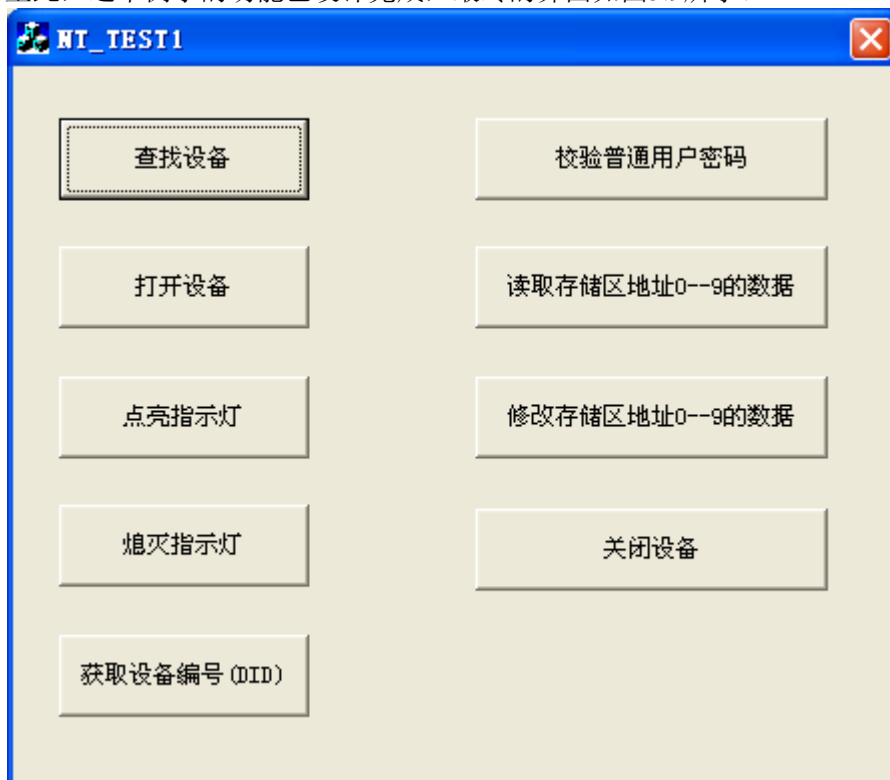 NT_TEST1
查找设备
校验普通用户密码
打开设备
读取存储区地址0--9的数据
点亮指示灯
修改存储区地址0--9的数据
熄灭指示灯
关闭设备
获取设备编号(DID)